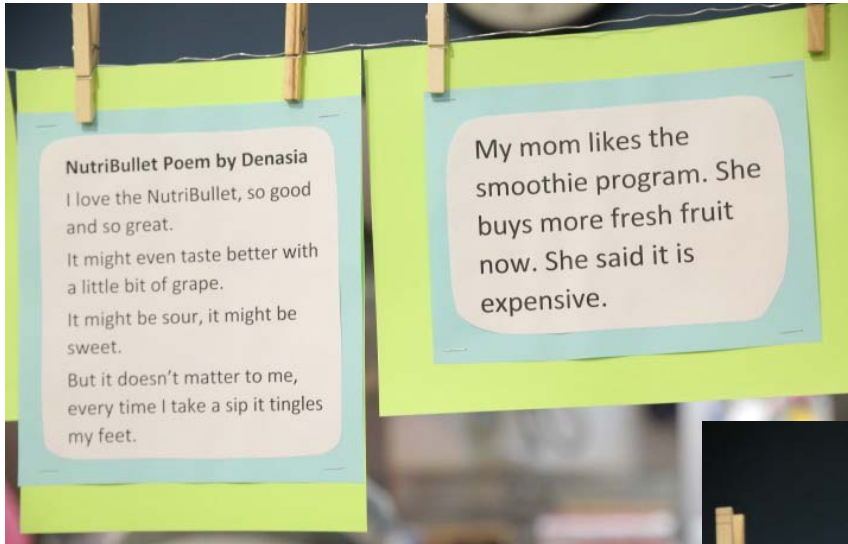 NutriBullet Poem by Denasia
I love the NutriBullet, so good
and so great.
It might even taste better with
a little bit of grape.
It might be sour, it might be
sweet.
But it doesn't matter to me,
every time I take a sip it tingles
my feet.
My mom likes the
smoothie program. She
buys more fresh fruit
now. She said it is
expensive.